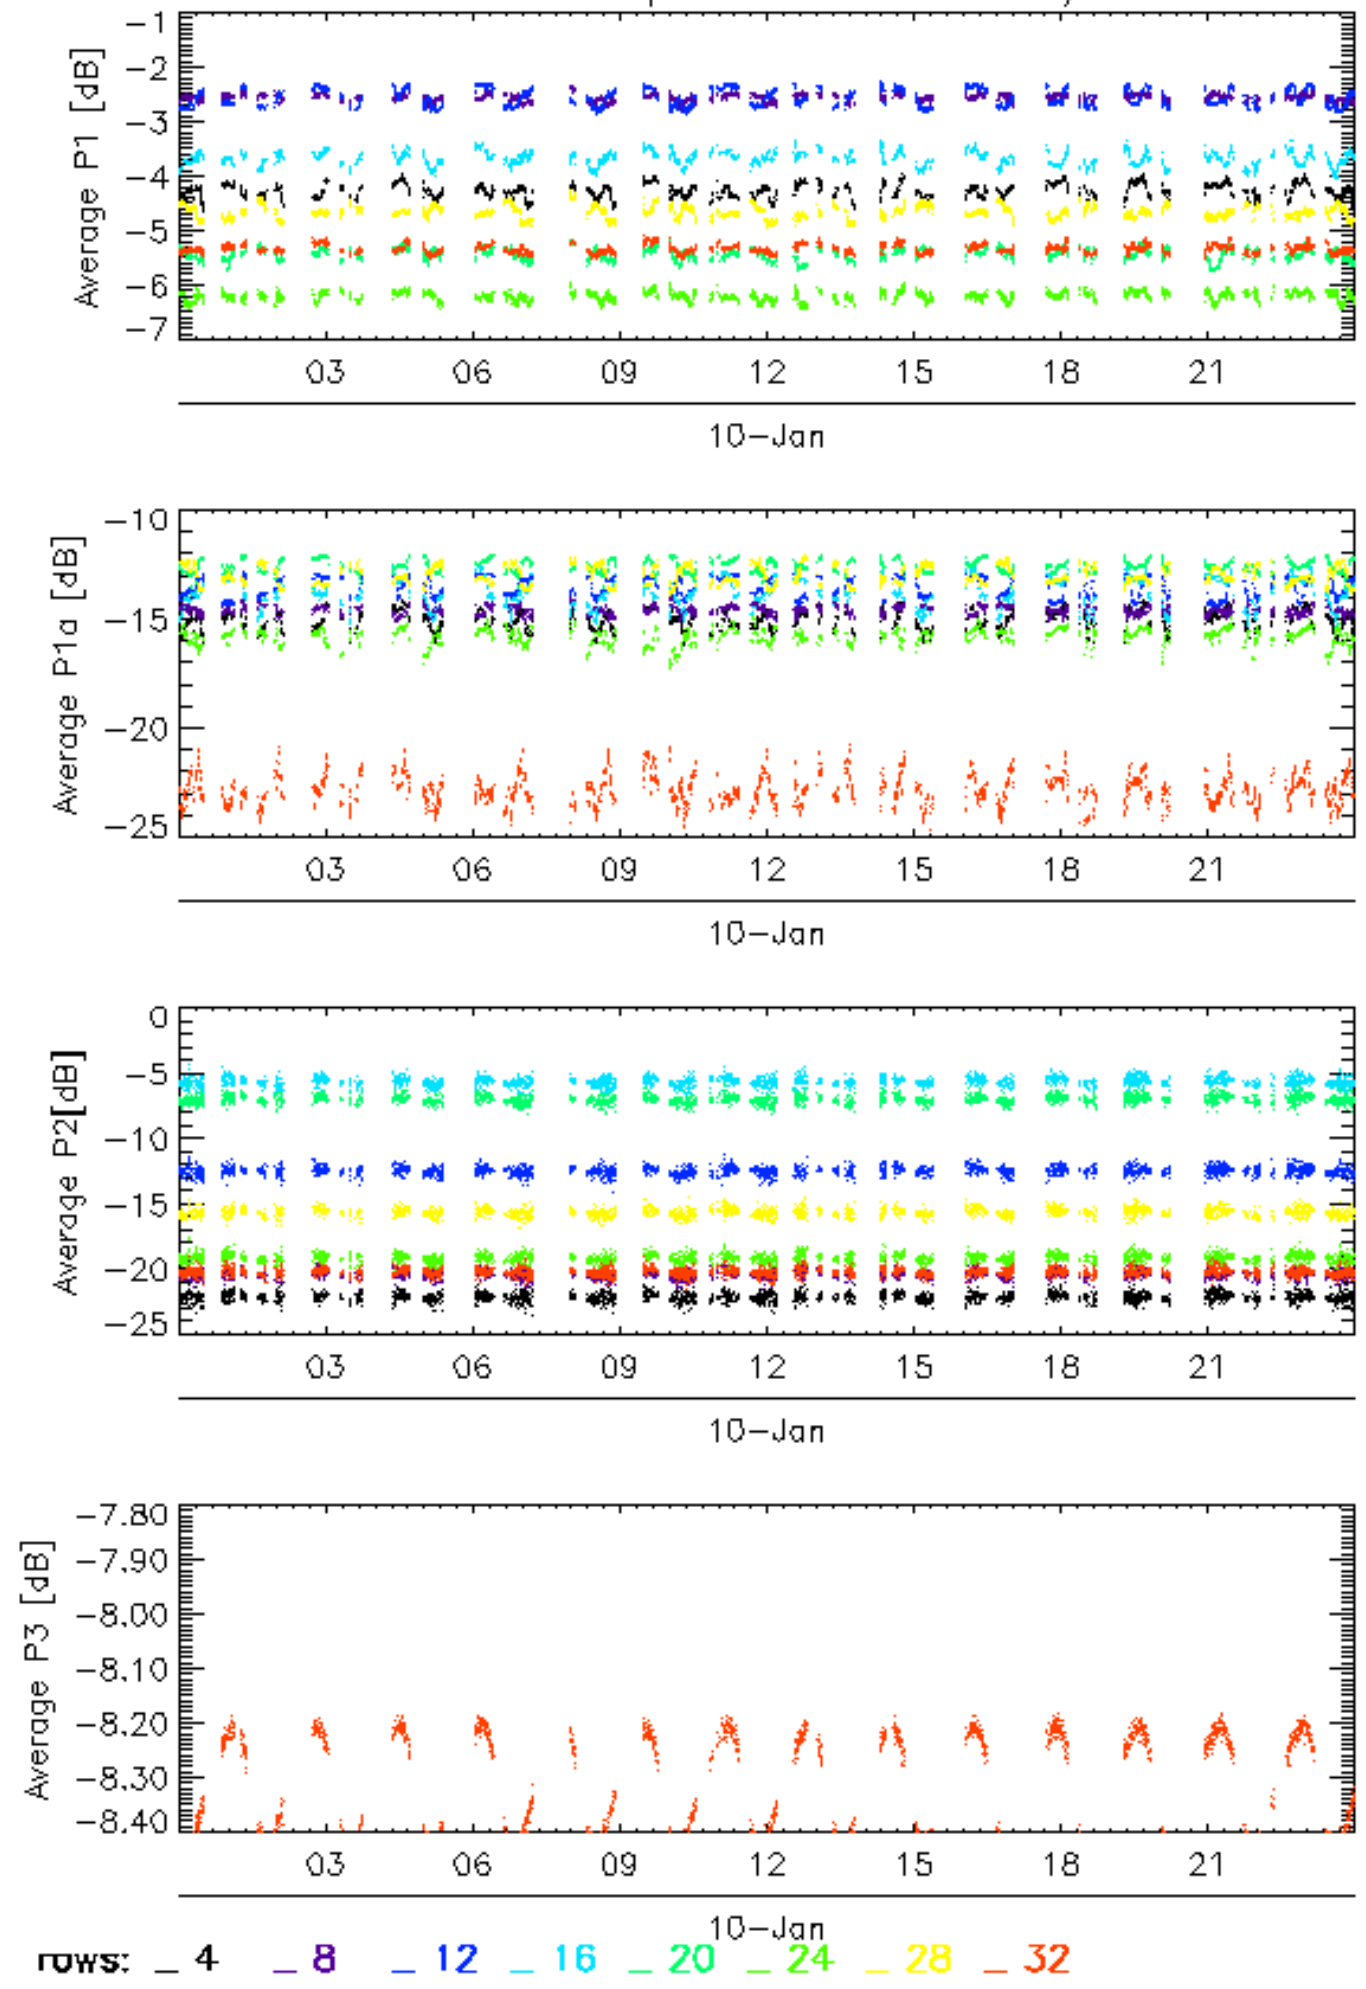 Average P1 [dB]
-1
-2
-3
-4
-5
-6
-7
03 06 09 12 15 18 21
10-Jan
Average P1a [dB]
-10
-15
-20
-25
03 06 09 12 15 18 21
10-Jan
Average P2[dB]
0
-5
-10
-15
-20
-25
03 06 09 12 15 18 21
10-Jan
Average P3 [dB]
-7.80
-7.90
-8.00
-8.10
-8.20
-8.30
-8.40
03 06 09 12 15 18 21
10-Jan
rows: _ 4 _ 8 _ 12 _ 16 _ 20 _ 24 _ 28 _ 32